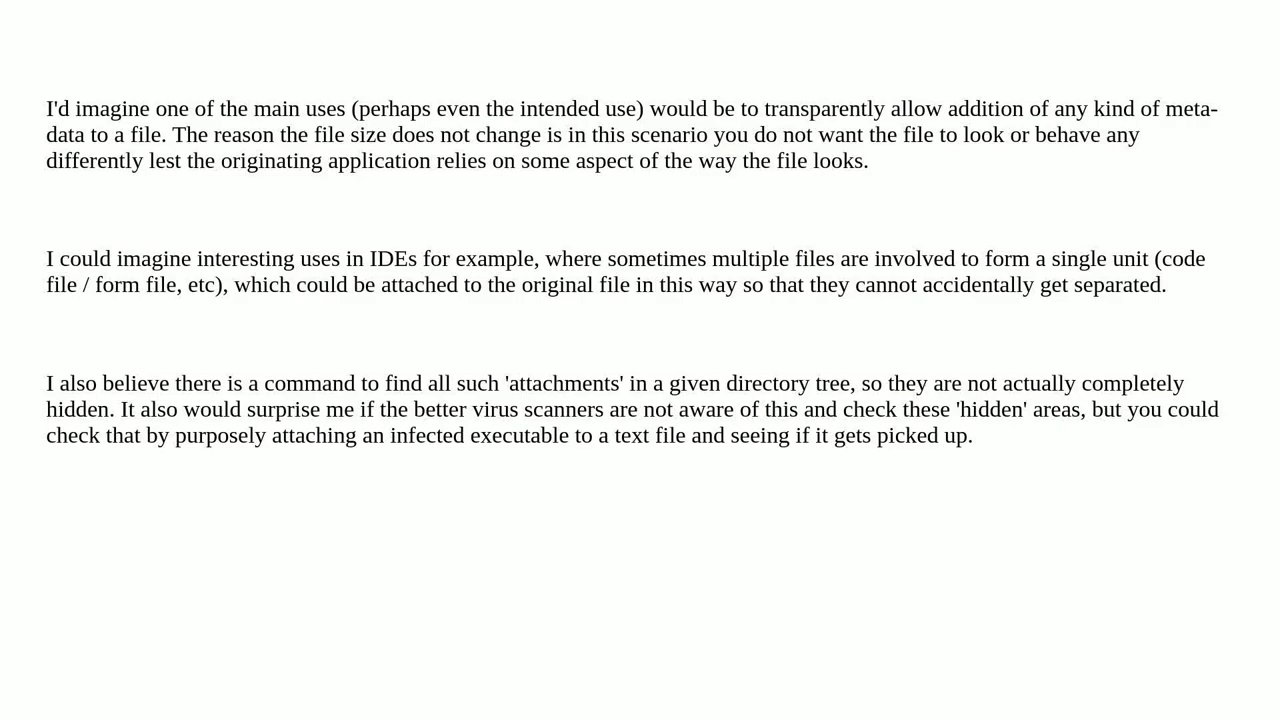 I'd imagine one of the main uses (perhaps even the intended use) would be to transparently allow addition of any kind of meta-
data to a file. The reason the file size does not change is in this scenario you do not want the file to look or behave any
differently lest the originating application relies on some aspect of the way the file looks.
I could imagine interesting uses in IDEs for example, where sometimes multiple files are involved to form a single unit (code
file / form file, etc), which could be attached to the original file in this way so that they cannot accidentally get separated.
I also believe there is a command to find all such 'attachments' in a given directory tree, so they are not actually completely
hidden. It also would surprise me if the better virus scanners are not aware of this and check these 'hidden' areas, but you could
check that by purposely attaching an infected executable to a text file and seeing if it gets picked up.